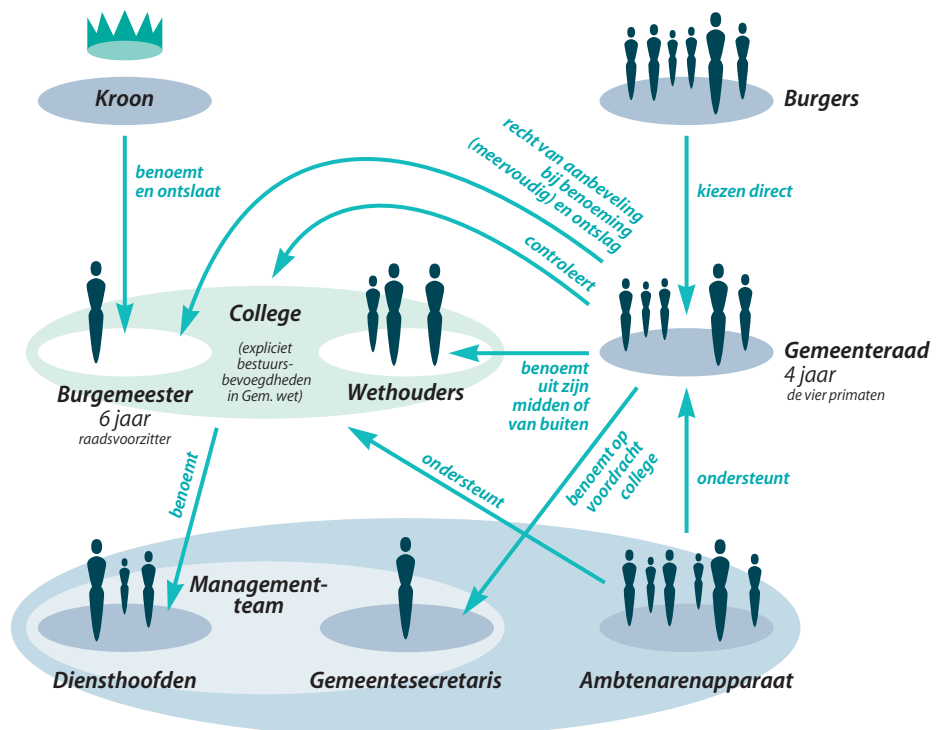 Kroon
Burgers
benoemt
en ontslaat
recht van aanbeveling
bij benoeming
(meervoudig) en ontslag
kiezen direct
controleert
College
(expliciet
bestuurs-
bevoegdheden
in Gem. wet)
Burgemeester
6 jaar
raadsvoorzitter
Wethouders
benoemt
uit zijn
midden of
van buiten
Gemeenteraad
4 jaar
de vier primaten
benoemt
ondersteunt
benoemt op
voordracht
college
ondersteunt
Management-
team
Diensthoofden
Gemeentesecretaris
Ambtenarenapparaat